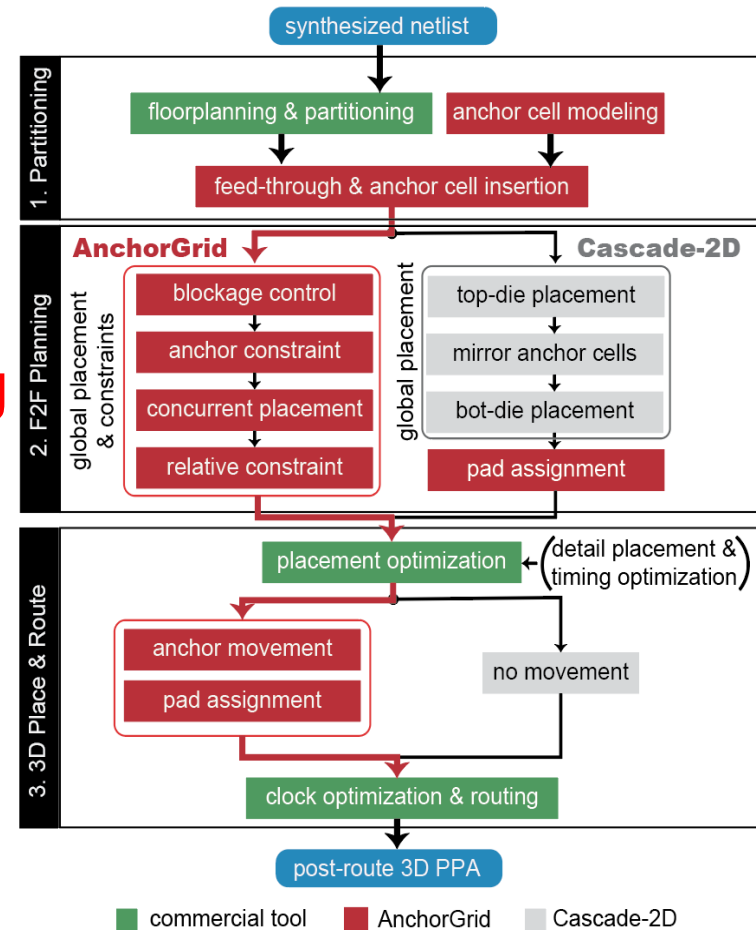 synthesized netlist
1. Partitioning
floorplanning & partitioning
anchor cell modeling
feed-through & anchor cell insertion
2. F2F Planning
AnchorGrid
Cascade-2D
global placement
& constraints
blockage control
anchor constraint
concurrent placement
relative constraint
global placement
top-die placement
mirror anchor cells
bot-die placement
pad assignment
3. 3D Place & Route
placement optimization
(detail placement &
timing optimization)
anchor movement
pad assignment
no movement
clock optimization & routing
post-route 3D PPA
commercial tool
AnchorGrid
Cascade-2D